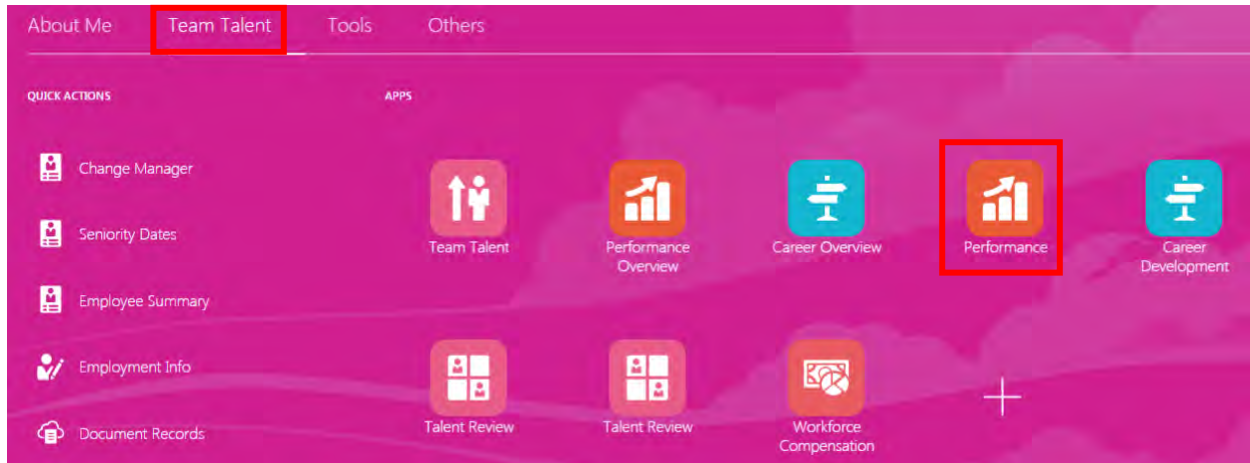 About Me Team Talent Tools Others
QUICK ACTIONS
APPS
Change Manager
Seniority Dates
Employee Summary
Employment Info
Document Records
Team Talent
Performance
Overview
Career Overview
Performance
Career
Development
Talent Review
Talent Review
Workforce
Compensation